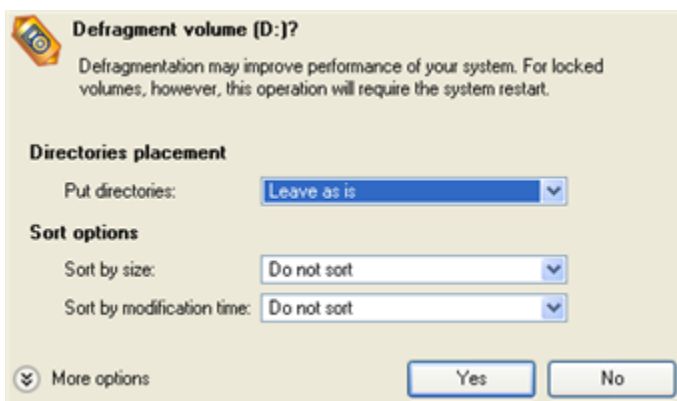 Defragment volume (D:)?
Defragmentation may improve performance of your system. For locked
volumes, however, this operation will require the system restart.
Directories placement
Put directories: Leave as is
Sort options
Sort by size: Do not sort
Sort by modification time: Do not sort
More options Yes No